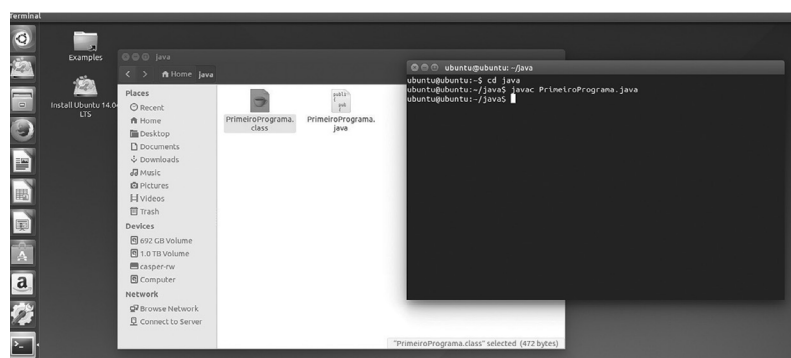 Terminal
Examples
Install Ubuntu 14.0
LTS
java
Home java
Places
Recent
Home
Desktop
Documents
Downloads
Music
Pictures
Videos
Trash
Devices
692 GB Volume
1.0 TB Volume
casper-rw
Computer
Network
Browse Network
Connect to Server
publi
pub
PrimeiroPrograma.
class
PrimeiroPrograma.
java
"PrimeiroPrograma.class" selected (472 bytes)
ubuntu@ubuntu: ~/java
ubuntu@ubuntu:~$ cd java
ubuntu@ubuntu:~/java$ javac PrimeiroPrograma.java
ubuntu@ubuntu:~/java$